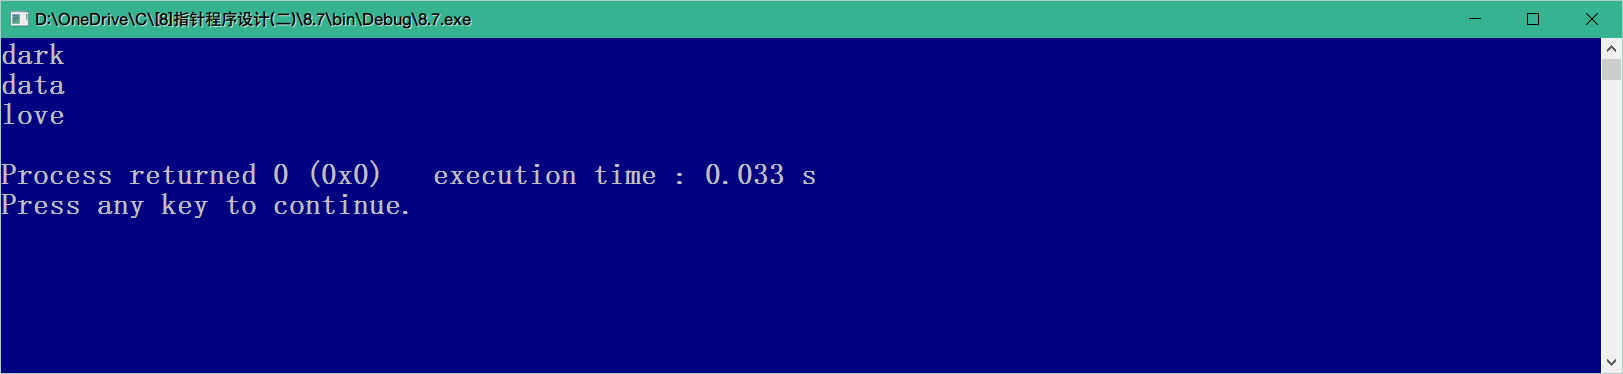 D:\OneDrive\C\[8]指针程序设计(二)\8.7\bin\Debug\8.7.exe
dark
data
love
Process returned 0 (0x0)   execution time : 0.033 s
Press any key to continue.